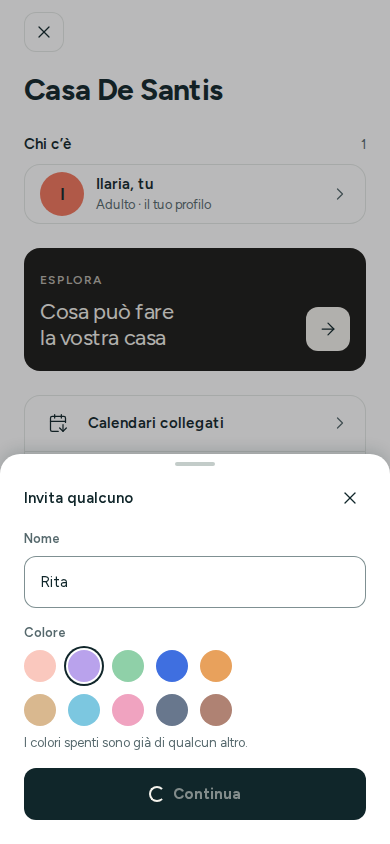 Casa De Santis
Chi c'è
1
I
Ilaria, tu
Adulto · il tuo profilo
ESPLORA
Cosa può fare
la vostra casa
Calendari collegati
Invita qualcuno
Nome
Rita
Colore
I colori spenti sono già di qualcun altro.
Continua